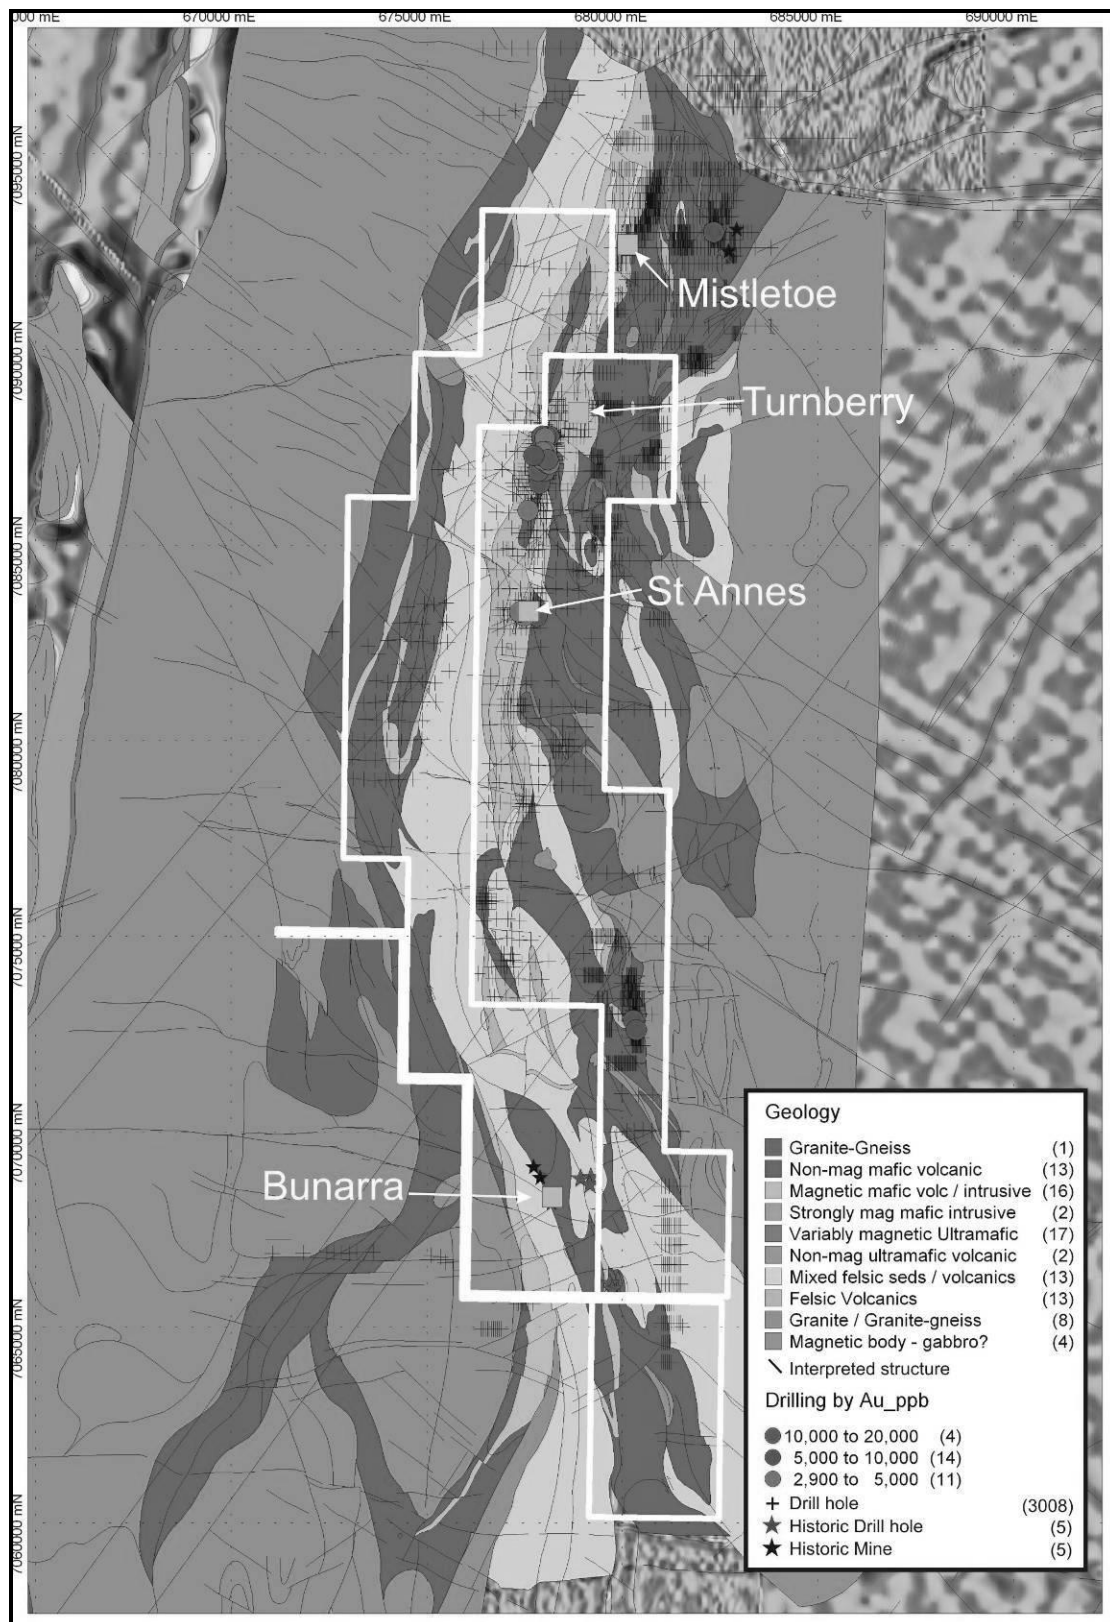 000 mE 670000 mE 675000 mE 680000 mE 685000 mE 690000 mE
7095000 mN
7090000 mN
7085000 mN
7080000 mN
7075000 mN
7070000 mN
7065000 mN
7060000 mN
Mistletoe
Turnberry
St Annes
Bunarra
Geology
Granite-Gneiss (1)
Non-mag mafic volcanic (13)
Magnetic mafic volc / intrusive (16)
Strongly mag mafic intrusive (2)
Variably magnetic Ultramafic (17)
Non-mag ultramafic volcanic (2)
Mixed felsic seds / volcanics (13)
Felsic Volcanics (13)
Granite / Granite-gneiss (8)
Magnetic body - gabbro? (4)
Interpreted structure
Drilling by Au_ppb
10,000 to 20,000 (4)
5,000 to 10,000 (14)
2,900 to 5,000 (11)
Drill hole (3008)
Historic Drill hole (5)
Historic Mine (5)